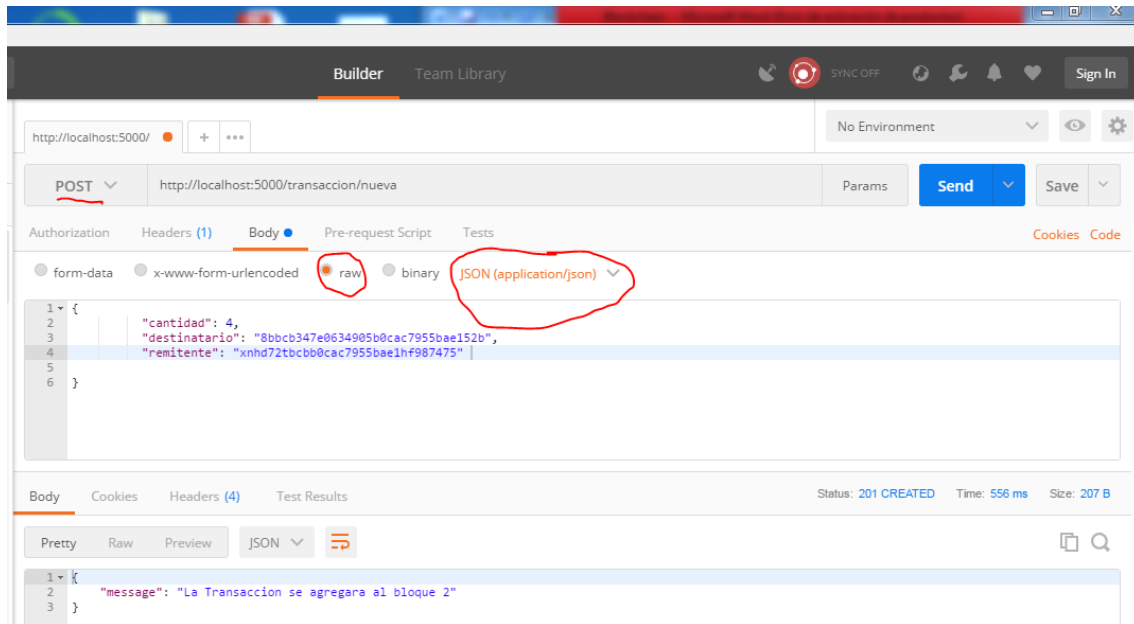 Builder Team Library SYNC OFF Sign In
http://localhost:5000/ + ••• No Environment
POST http://localhost:5000/transaccion/nueva Params Send Save
Authorization Headers (1) Body Pre-request Script Tests Cookies Code
form-data x-www-form-urlencoded raw binary JSON (application/json)
1 {
2 "cantidad": 4,
3 "destinatario": "8bbcb347e0634905b0cac7955bae152b",
4 "remitente": "xnhd72tbcbb0cac7955bae1hf987475"
5
6 }
Body Cookies Headers (4) Test Results Status: 201 CREATED Time: 556 ms Size: 207 B
Pretty Raw Preview JSON
1 {
2 "message": "La Transaccion se agregara al bloque 2"
3 }